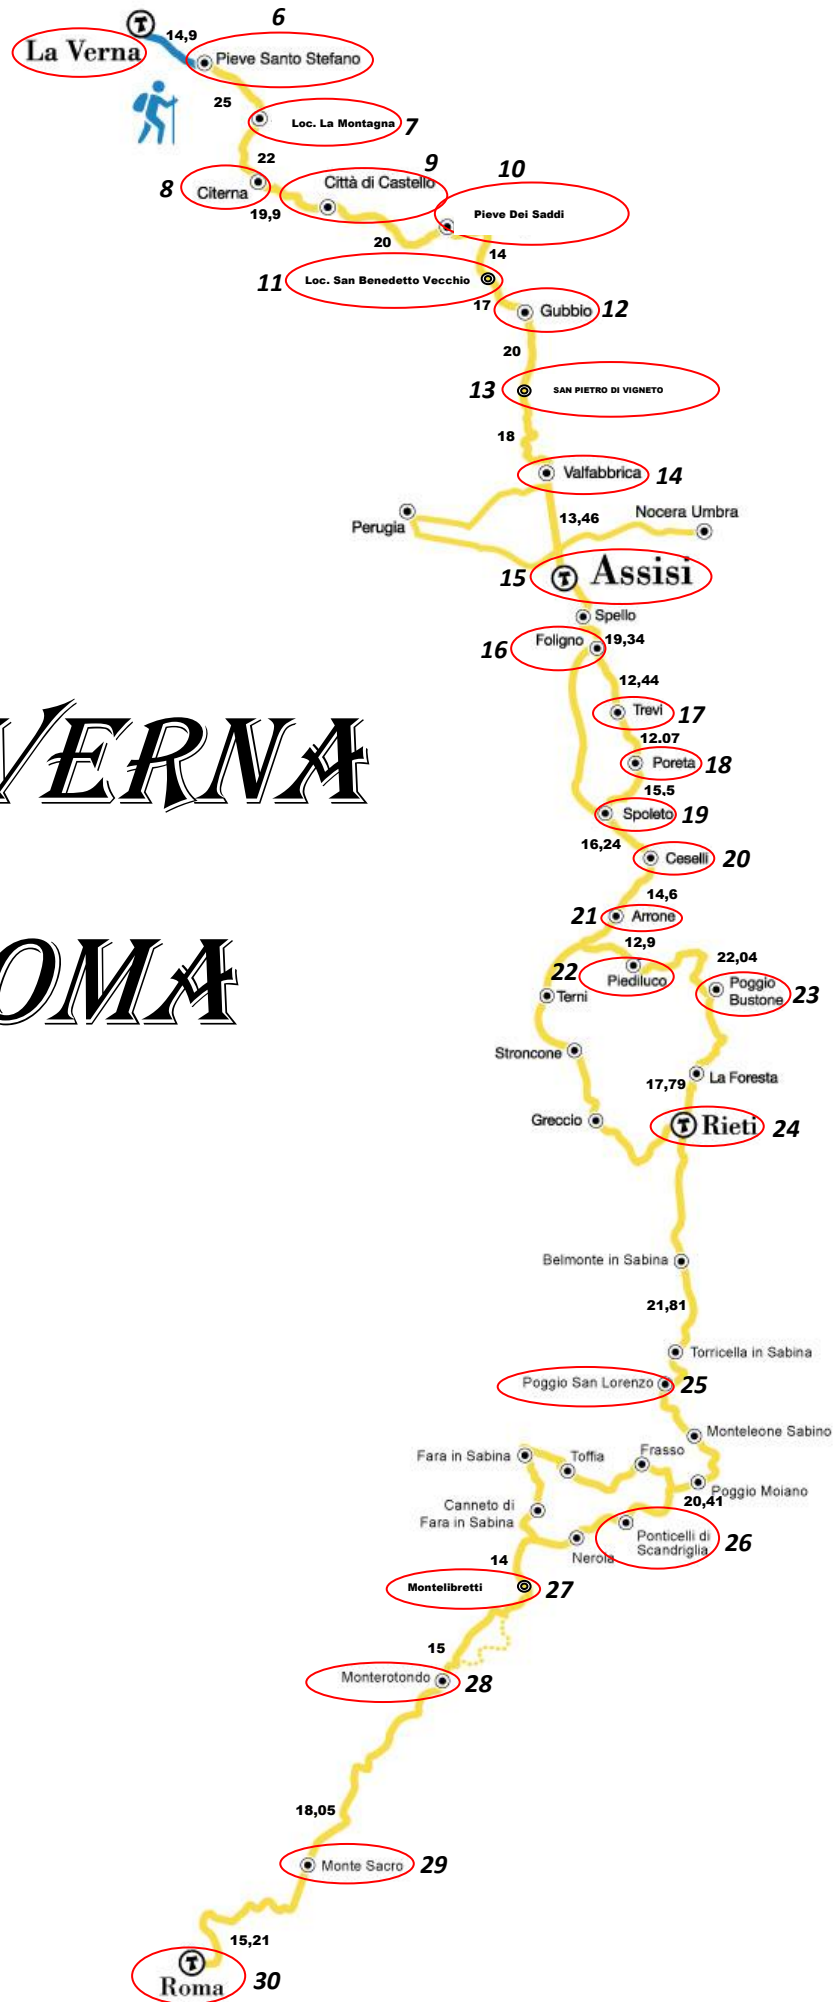 6
14,9
La Verna
Pieve Santo Stefano
25
Loc. La Montagna 7
22
9
10
8
Citerna
Città di Castello
19,9
Pieve Dei Saddi
20
14
11
Loc. San Benedetto Vecchio
17
Gubbio 12
20
13
SAN PIETRO DI VIGNETO
18
Valfabbrica 14
13,46
Nocera Umbra
Perugia
15
Assisi
Spello
16
Foligno
19,34
12,44
Trevi 17
VERNA
12.07
Poreta 18
15,5
Spoleto 19
16,24
Ceselli 20
14,6
21
Arrone
OMA
12,9
22,04
22
Piediluco
Poggio
Bustone
23
Terni
Stroncone
17,79
La Foresta
Greccio
Rieti 24
Belmonte in Sabina
21,81
Torricella in Sabina
Poggio San Lorenzo
25
Monteleone Sabino
Fara in Sabina
Toffia
Frasso
Poggio Moiano
20,41
Canneto di
Fara in Sabina
Ponticelli di
Scandriglia
26
Nerola
14
Montelibretti
27
15
Monterotondo
28
18,05
Monte Sacro 29
15,21
Roma
30